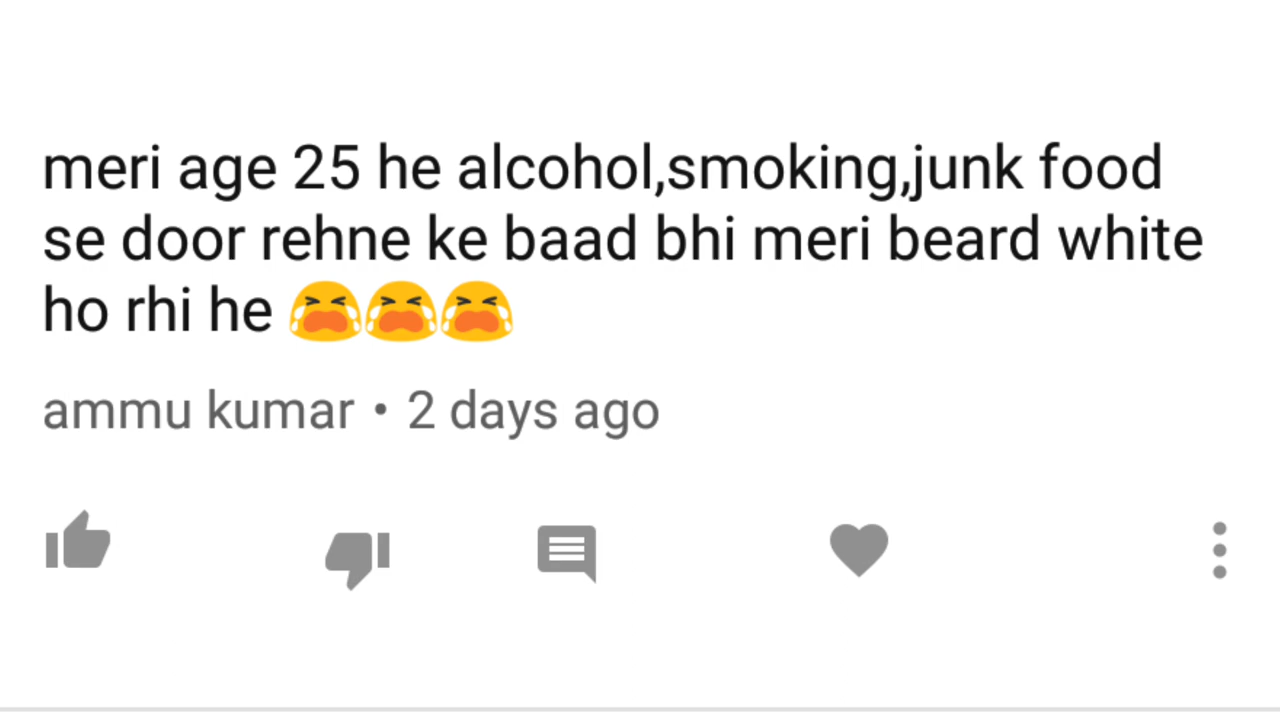 meri age 25 he alcohol,smoking,junk food
se door rehne ke baad bhi meri beard white
ho rhi he 😭😭😭
ammu kumar • 2 days ago